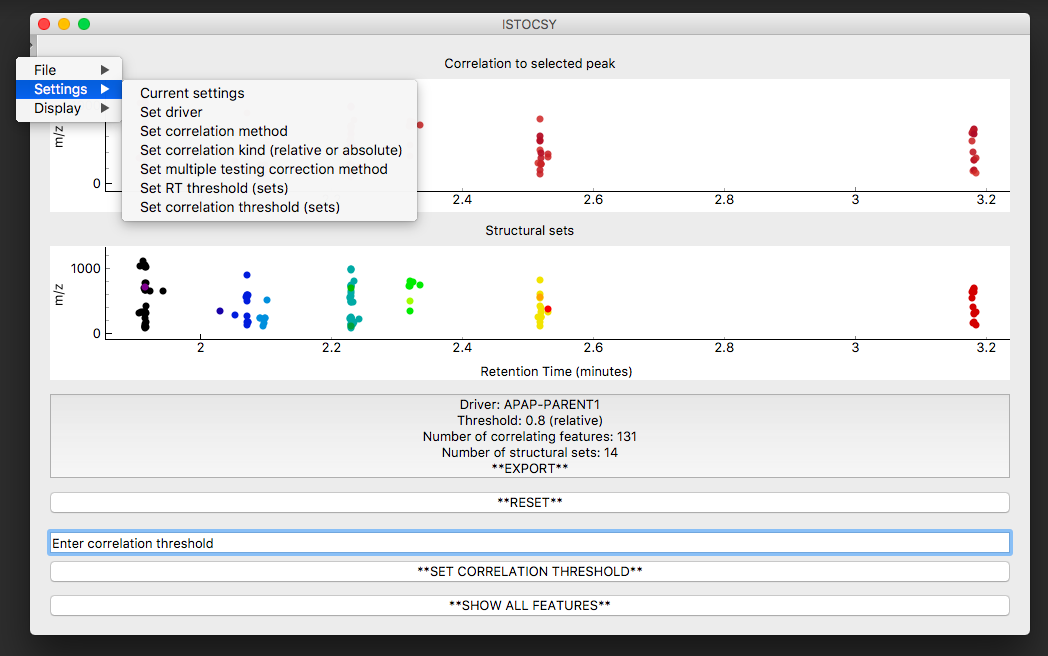 ISTOCSY
Correlation to selected peak
File
Settings
Display
Current settings
Set driver
Set correlation method
Set correlation kind (relative or absolute)
Set multiple testing correction method
Set RT threshold (sets)
Set correlation threshold (sets)
m/z
0
2.4 2.6 2.8 3 3.2
Structural sets
m/z
1000
0
2 2.2 2.4 2.6 2.8 3 3.2
Retention Time (minutes)
Driver: APAP-PARENT1
Threshold: 0.8 (relative)
Number of correlating features: 131
Number of structural sets: 14
**EXPORT**
**RESET**
Enter correlation threshold
**SET CORRELATION THRESHOLD**
**SHOW ALL FEATURES**